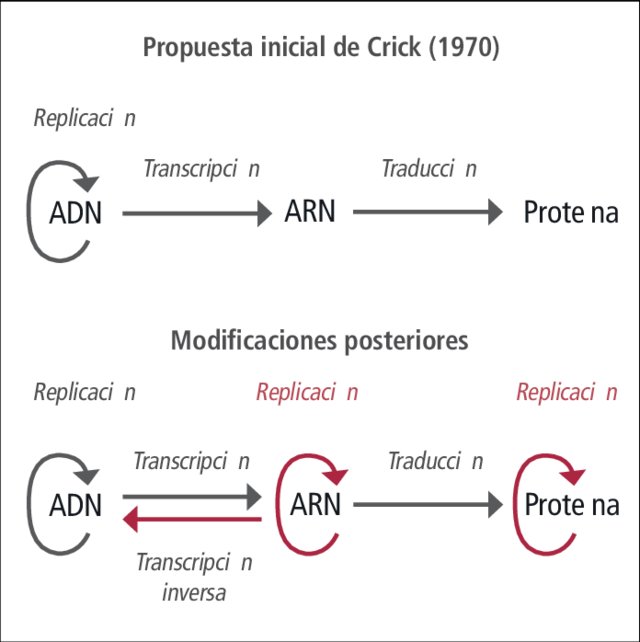 Propuesta inicial de Crick (1970)
Replicaci n
Transcripci n
Traducci n
ADN
ARN
Prote na
Modificaciones posteriores
Replicaci n
Replicaci n
Replicaci n
Transcripci n
Traducci n
ADN
ARN
Prote na
Transcripci n
inversa